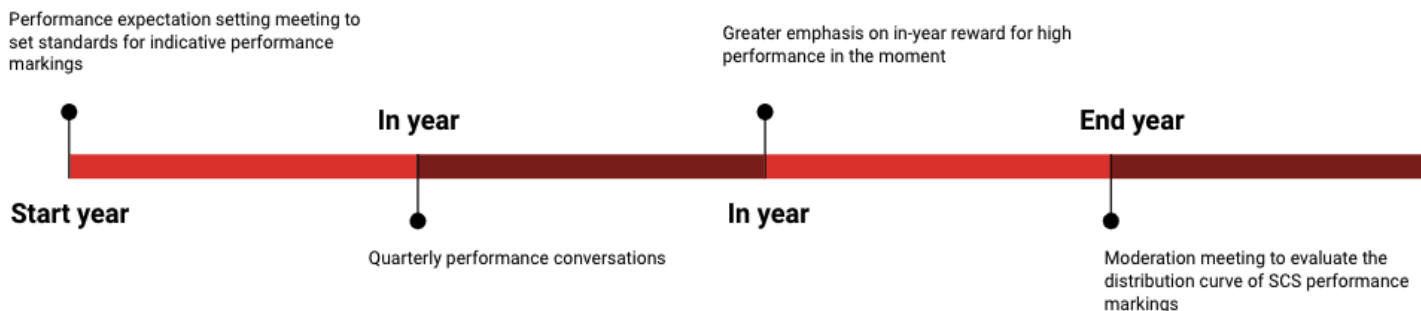 Performance expectation setting meeting to
set standards for indicative performance
markings
Start year
In year
Quarterly performance conversations
Greater emphasis on in-year reward for high
performance in the moment
In year
End year
Moderation meeting to evaluate the
distribution curve of SCS performance
markings